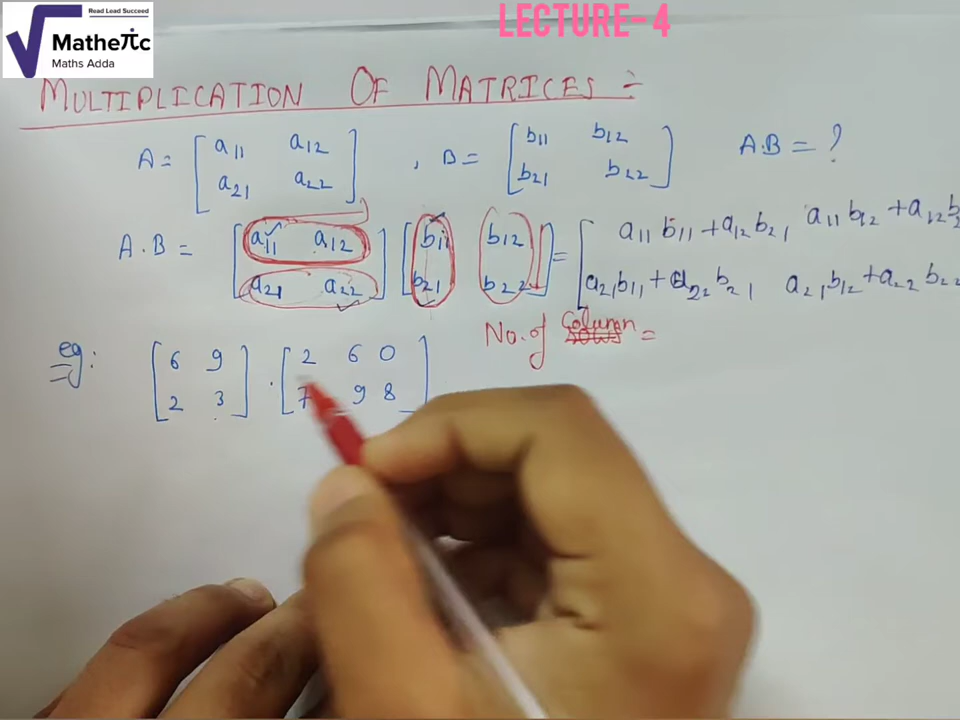 LECTURE-4
Read Lead Succeed
Matheπc
Maths Adda
MULTIPLICATION OF MATRICES :-
A = [ a11 a12 , B = [ b11 b12 A.B = ?
a21 a22 ] b21 b22 ]
A.B = [ a11 a12 ] [ b11 b12 ] = [ a11 b11 + a12 b21 a11 b12 + a12 b2
a21 a22 b21 b22 a21 b11 + a22 b21 a21 b12 + a22 b22
No. of Column =
eg: [ 6 9 ] . [ 2 6 0 ]
2 3 7 9 8